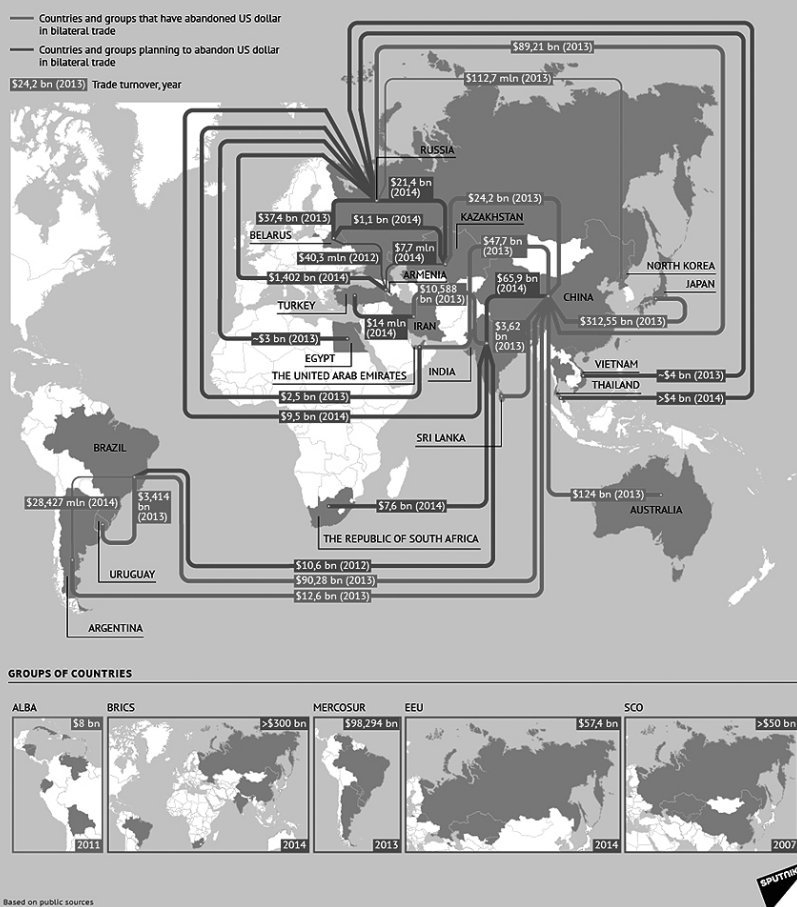 Countries and groups that have abandoned US dollar
in bilateral trade
Countries and groups planning to abandon US dollar
in bilateral trade
$24,2 bn (2013) Trade turnover, year
$89,21 bn (2013)
$112,7 mln (2013)
RUSSIA
$21,4 bn
(2014)
$24,2 bn (2013)
$37,4 bn (2013)
$1,1 bn (2014)
KAZAKHSTAN
BELARUS
$7,7 mln
(2014)
$47,7 bn
(2013)
$40,3 mln (2012)
ARMENIA
NORTH KOREA
$1,402 bn (2014)
$65,9 bn
(2014)
JAPAN
$10,588
bn (2013)
CHINA
TURKEY
$14 mln
(2014)
IRAN
$312,55 bn (2013)
$3,62
bn
(2013)
~$3 bn (2013)
EGYPT
VIETNAM
THE UNITED ARAB EMIRATES
INDIA
~$4 bn (2013)
THAILAND
$2,5 bn (2013)
>$4 bn (2014)
$9,5 bn (2014)
SRI LANKA
BRAZIL
$28,427 mln (2014)
$3,414
bn
(2013)
$124 bn (2013)
$7,6 bn (2014)
AUSTRALIA
THE REPUBLIC OF SOUTH AFRICA
$10,6 bn (2012)
URUGUAY
$90,28 bn (2013)
$12,6 bn (2013)
ARGENTINA
GROUPS OF COUNTRIES
ALBA
$8 bn
2011
BRICS
>$300 bn
2014
MERCOSUR
$98,294 bn
2013
EEU
$57,4 bn
2014
SCO
>$50 bn
2007
SPUTNIK
Based on public sources